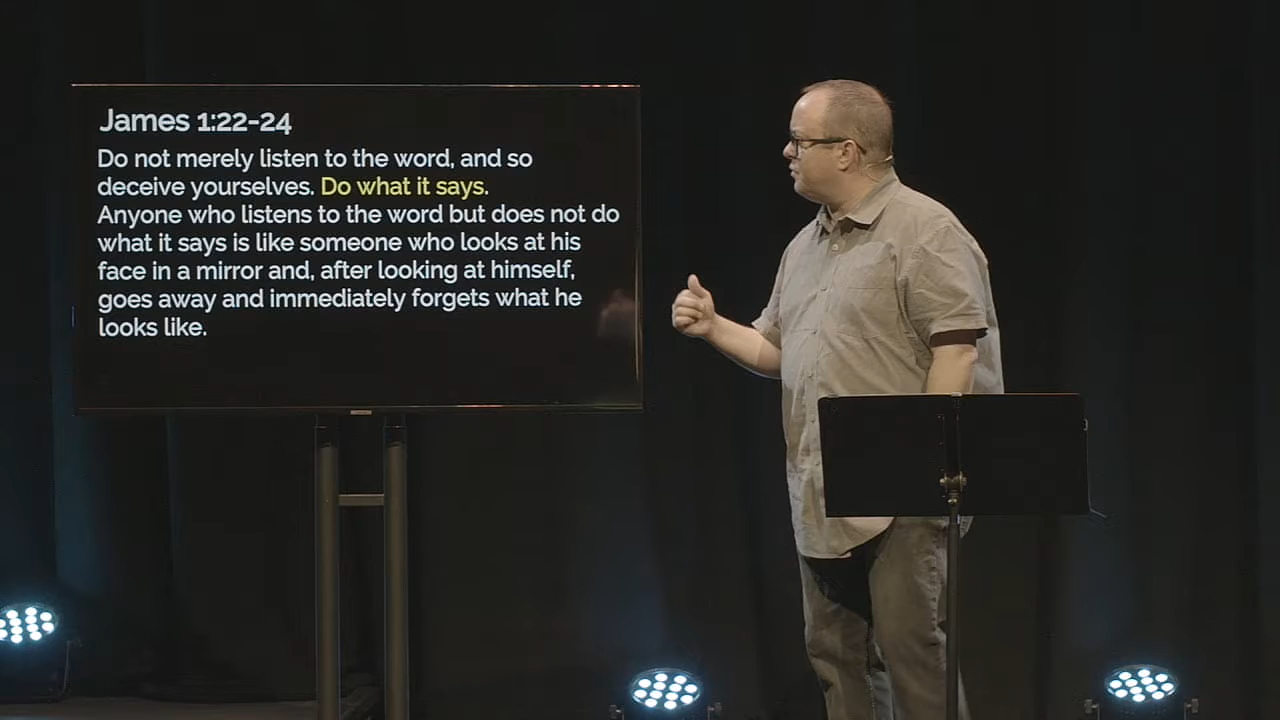 James 1:22-24
Do not merely listen to the word, and so
deceive yourselves. Do what it says.
Anyone who listens to the word but does not do
what it says is like someone who looks at his
face in a mirror and, after looking at himself,
goes away and immediately forgets what he
looks like.